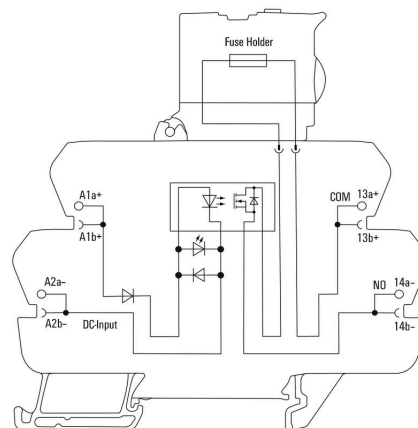 Fuse Holder
A1a+
A1b+
A2a-
A2b-
DC-Input
COM
13a+
13b+
NO
14a-
14b-